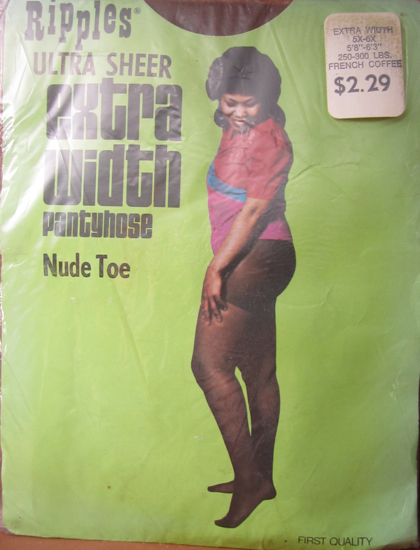 Ripples®
ULTRA SHEER
extra
width
pantyhose
Nude Toe
EXTRA WIDTH
5X-6X
5'8"-6'3"
250-300 LBS.
FRENCH COFFEE
$2.29
FIRST QUALITY